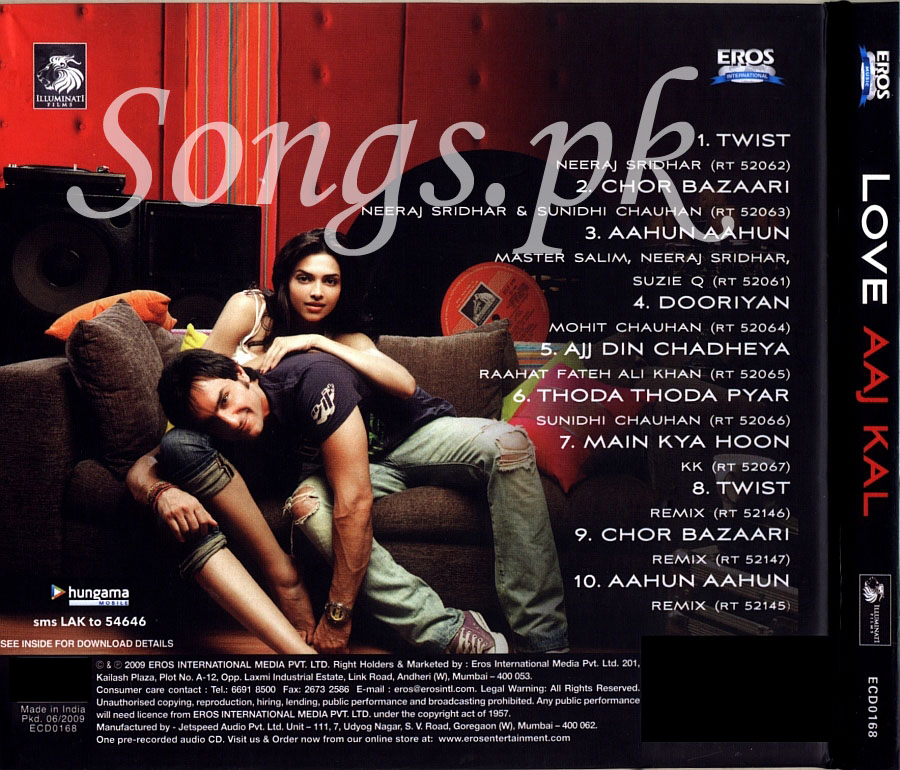 ILLUMINATI
FILMS
EROS
INTERNATIONAL
Songs.pk
1. TWIST
NEERAJ SRIDHAR (RT 52062)
2. CHOR BAZAARI
NEERAJ SRIDHAR & SUNIDHI CHAUHAN (RT 52063)
3. AAHUN AAHUN
MASTER SALIM, NEERAJ SRIDHAR,
SUZIE Q (RT 52061)
4. DOORIYAN
MOHIT CHAUHAN (RT 52064)
5. AJJ DIN CHADHEYA
RAAHAT FATEH ALI KHAN (RT 52065)
6. THODA THODA PYAR
SUNIDHI CHAUHAN (RT 52066)
7. MAIN KYA HOON
KK (RT 52067)
8. TWIST
REMIX (RT 52146)
9. CHOR BAZAARI
REMIX (RT 52147)
10. AAHUN AAHUN
REMIX (RT 52145)
hungama
MOBILE
sms LAK to 54646
SEE INSIDE FOR DOWNLOAD DETAILS
Made in India
Pkd. 06/2009
ECD0168
© & ℗ 2009 EROS INTERNATIONAL MEDIA PVT. LTD. Right Holders & Marketed by : Eros International Media Pvt. Ltd. 201,
Kailash Plaza, Plot No. A-12, Opp. Laxmi Industrial Estate, Link Road, Andheri (W), Mumbai – 400 053.
Consumer care contact : Tel.: 6691 8500 Fax: 2673 2586 E-mail : eros@erosintl.com. Legal Warning: All Rights Reserved.
Unauthorised copying, reproduction, hiring, lending, public performance and broadcasting prohibited. Any public performance
will need licence from EROS INTERNATIONAL MEDIA PVT. LTD. under the copyright act of 1957.
Manufactured by - Jetspeed Audio Pvt. Ltd. Unit – 111, 7, Udyog Nagar, S. V. Road, Goregaon (W), Mumbai – 400 062.
One pre-recorded audio CD. Visit us & Order now from our online store at: www.erosentertainment.com
EROS
MUSIC
LOVE AAJ KAL
ILLUMINATI
FILMS
ECD0168